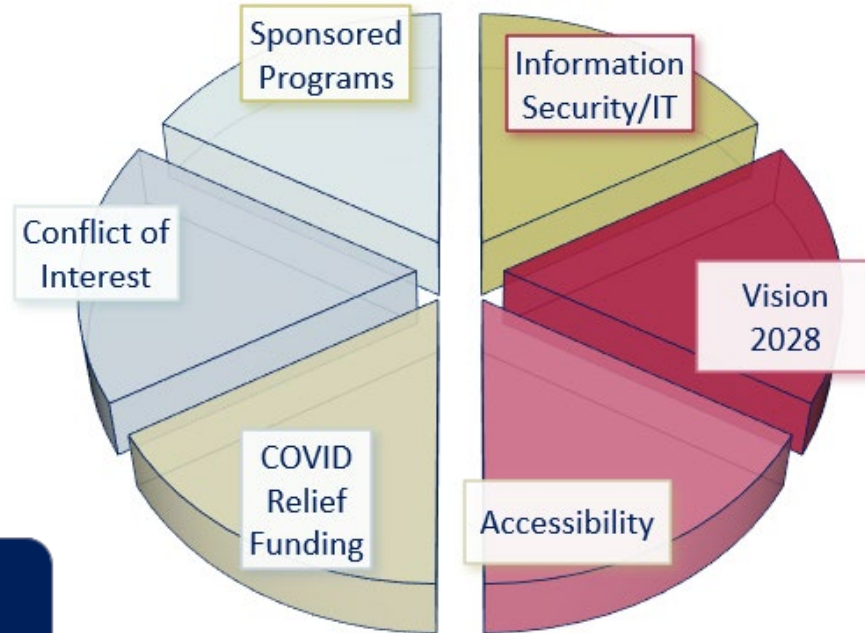 Sponsored
Programs
Information
Security/IT
Conflict of
Interest
Vision
2028
COVID
Relief
Funding
Accessibility